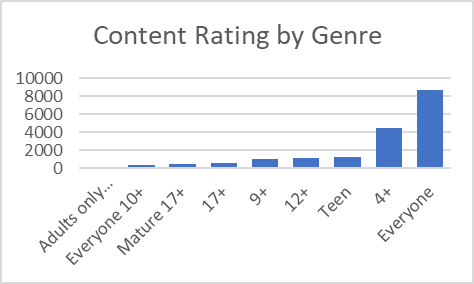 Content Rating by Genre
10000
8000
6000
4000
2000
0
Adults only...
Everyone 10+
Mature 17+
17+
9+
12+
Teen
4+
Everyone